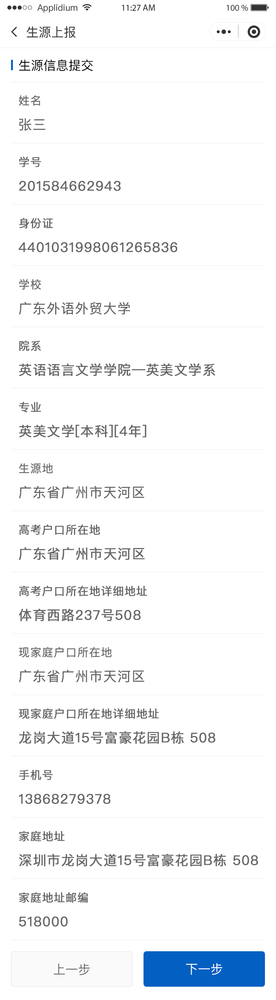 Applidium 11:27 AM 100 %
生源上报
生源信息提交
姓名
张三
学号
201584662943
身份证
4401031998061265836
学校
广东外语外贸大学
院系
英语语言文学学院—英美文学系
专业
英美文学[本科][4年]
生源地
广东省广州市天河区
高考户口所在地
广东省广州市天河区
高考户口所在地详细地址
体育西路237号508
现家庭户口所在地
广东省广州市天河区
现家庭户口所在地详细地址
龙岗大道15号富豪花园B栋 508
手机号
13868279378
家庭地址
深圳市龙岗大道15号富豪花园B栋 508
家庭地址邮编
518000
上一步 下一步